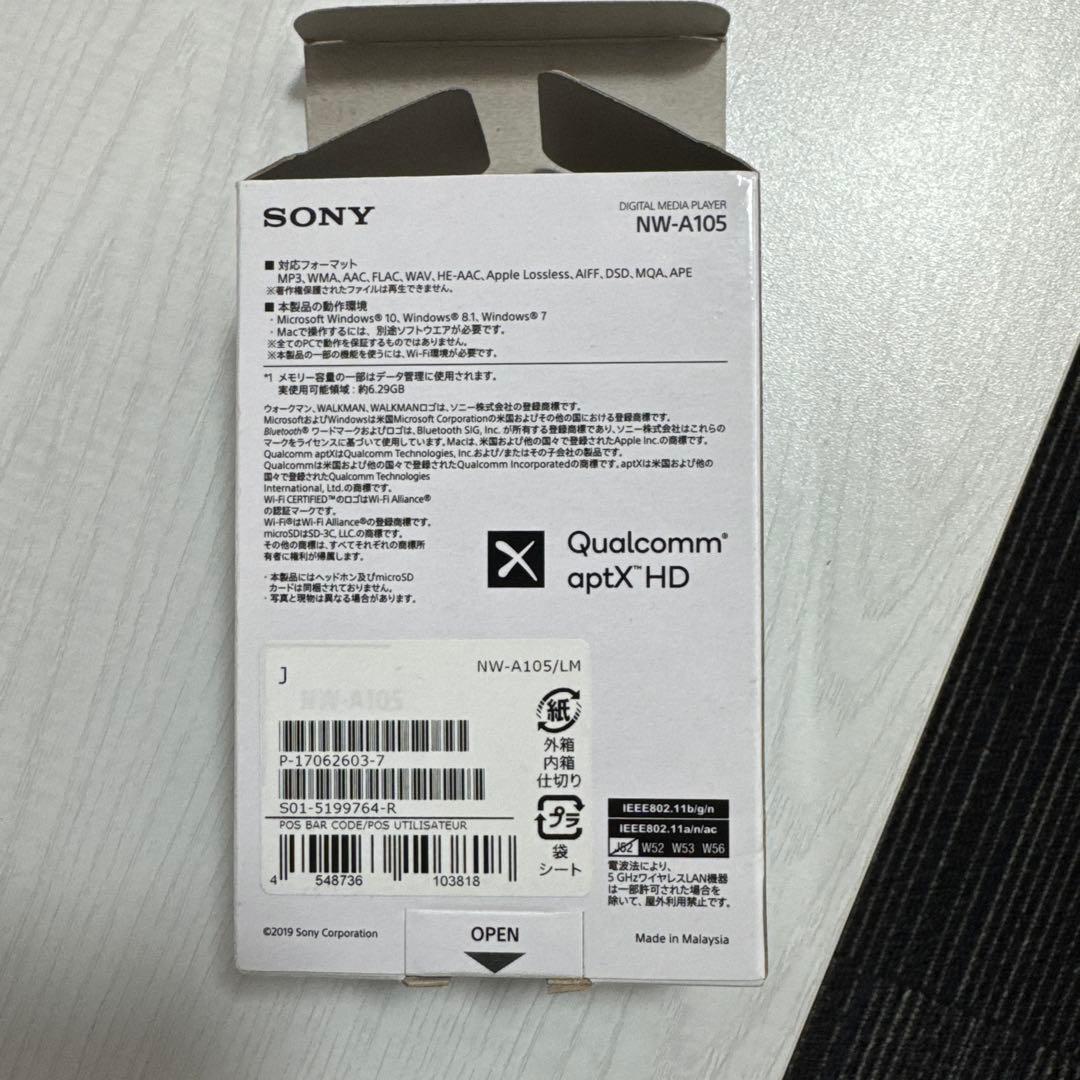 SONY
DIGITAL MEDIA PLAYER
NW-A105
■ 対応フォーマット
MP3、WMA、AAC、FLAC、WAV、HE-AAC、Apple Lossless、AIFF、DSD、MQA、APE
※著作権保護されたファイルは再生できません。
■ 本製品の動作環境
・Microsoft Windows® 10、Windows® 8.1、Windows® 7
・Macで操作するには、別途ソフトウエアが必要です。
※全てのPCで動作を保証するものではありません。
※本製品の一部の機能を使うには、Wi-Fi環境が必要です。
*1 メモリー容量の一部はデータ管理に使用されます。
実使用可能領域：約6.29GB
ウォークマン、WALKMAN、WALKMANロゴは、ソニー株式会社の登録商標です。
MicrosoftおよびWindowsは米国Microsoft Corporationの米国およびその他の国における登録商標です。
Bluetooth® ワードマークおよびロゴは、Bluetooth SIG, Inc. が所有する登録商標であり、ソニー株式会社はこれらの
マークをライセンスに基づいて使用しています。Macは、米国および他の国々で登録されたApple Inc.の商標です。
Qualcomm aptXはQualcomm Technologies, Inc.および/またはその子会社の製品です。
Qualcommは米国および他の国々で登録されたQualcomm Incorporatedの商標です。aptXは米国および他の
国々で登録されたQualcomm Technologies
International, Ltd.の商標です。
Wi-Fi CERTIFIED™のロゴはWi-Fi Alliance®
の認証マークです。
Wi-Fi®はWi-Fi Alliance®の登録商標です。
microSDはSD-3C, LLC.の商標です。
その他の商標は、すべてそれぞれの商標所
有者に権利が帰属します。
・本製品にはヘッドホン及びmicroSD
カードは同梱されておりません。
・写真と現物は異なる場合があります。
Qualcomm®
aptX™ HD
J
NW-A105/LM
P-17062603-7
S01-5199764-R
POS BAR CODE/POS UTILISATEUR
4 548736 103818
紙
外箱
内箱
仕切り
プラ
袋
シート
IEEE802.11b/g/n
IEEE802.11a/n/ac
J52 W52 W53 W56
電波法により、
5 GHzワイヤレスLAN機器
は一部許可された場合を
除いて、屋外利用禁止です。
©2019 Sony Corporation
OPEN
Made in Malaysia